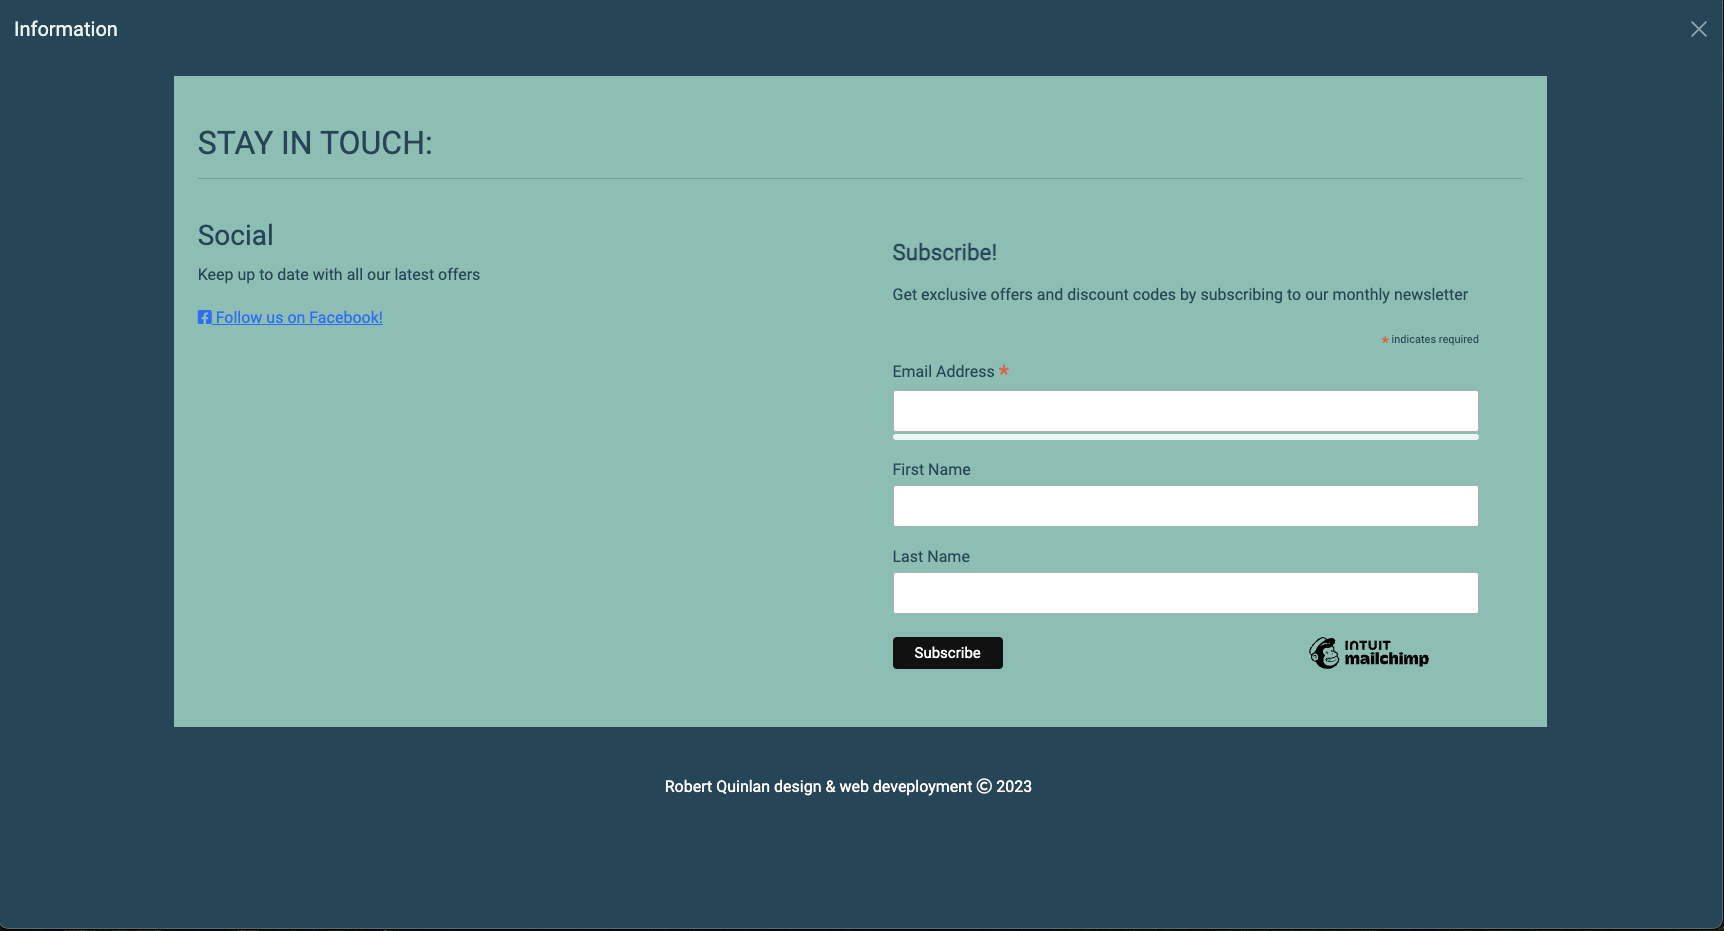 Information
STAY IN TOUCH:
Social
Keep up to date with all our latest offers
Follow us on Facebook!
Subscribe!
Get exclusive offers and discount codes by subscribing to our monthly newsletter
* indicates required
Email Address *
First Name
Last Name
Subscribe
INTUIT
mailchimp
Robert Quinlan design & web deveployment © 2023